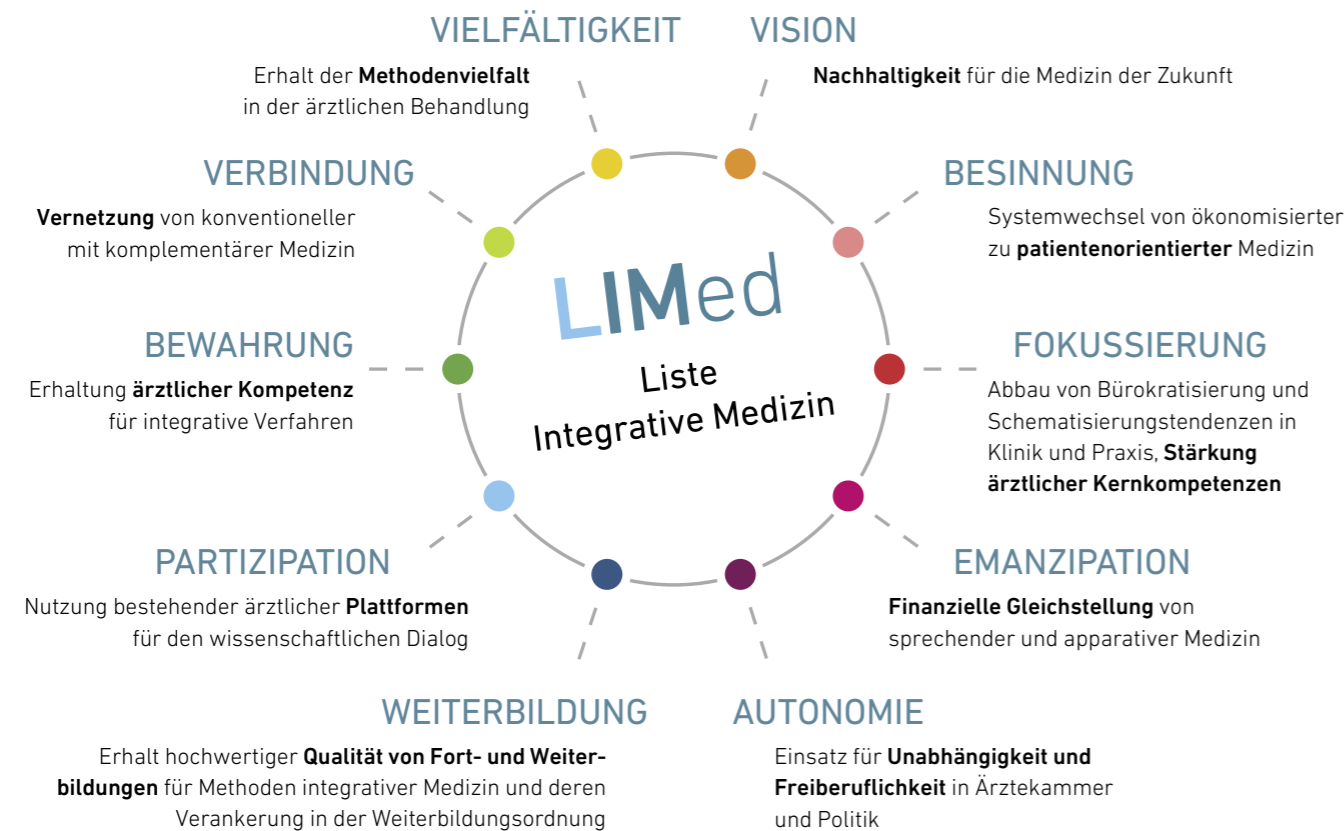 VIELFÄLTIGKEIT
Erhalt der Methodenvielfalt
in der ärztlichen Behandlung
VISION
Nachhaltigkeit für die Medizin der Zukunft
VERBINDUNG
Vernetzung von konventioneller
mit komplementärer Medizin
BESINNUNG
Systemwechsel von ökonomisierter
zu patientenorientierter Medizin
LIMed
Liste
Integrative Medizin
BEWAHRUNG
Erhaltung ärztlicher Kompetenz
für integrative Verfahren
FOKUSSIERUNG
Abbau von Bürokratisierung und
Schematisierungstendenzen in
Klinik und Praxis, Stärkung
ärztlicher Kernkompetenzen
PARTIZIPATION
Nutzung bestehender ärztlicher Plattformen
für den wissenschaftlichen Dialog
EMANZIPATION
Finanzielle Gleichstellung von
sprechender und apparativer Medizin
WEITERBILDUNG
Erhalt hochwertiger Qualität von Fort- und Weiter-
bildungen für Methoden integrativer Medizin und deren
Verankerung in der Weiterbildungsordnung
AUTONOMIE
Einsatz für Unabhängigkeit und
Freiberuflichkeit in Ärztekammer
und Politik